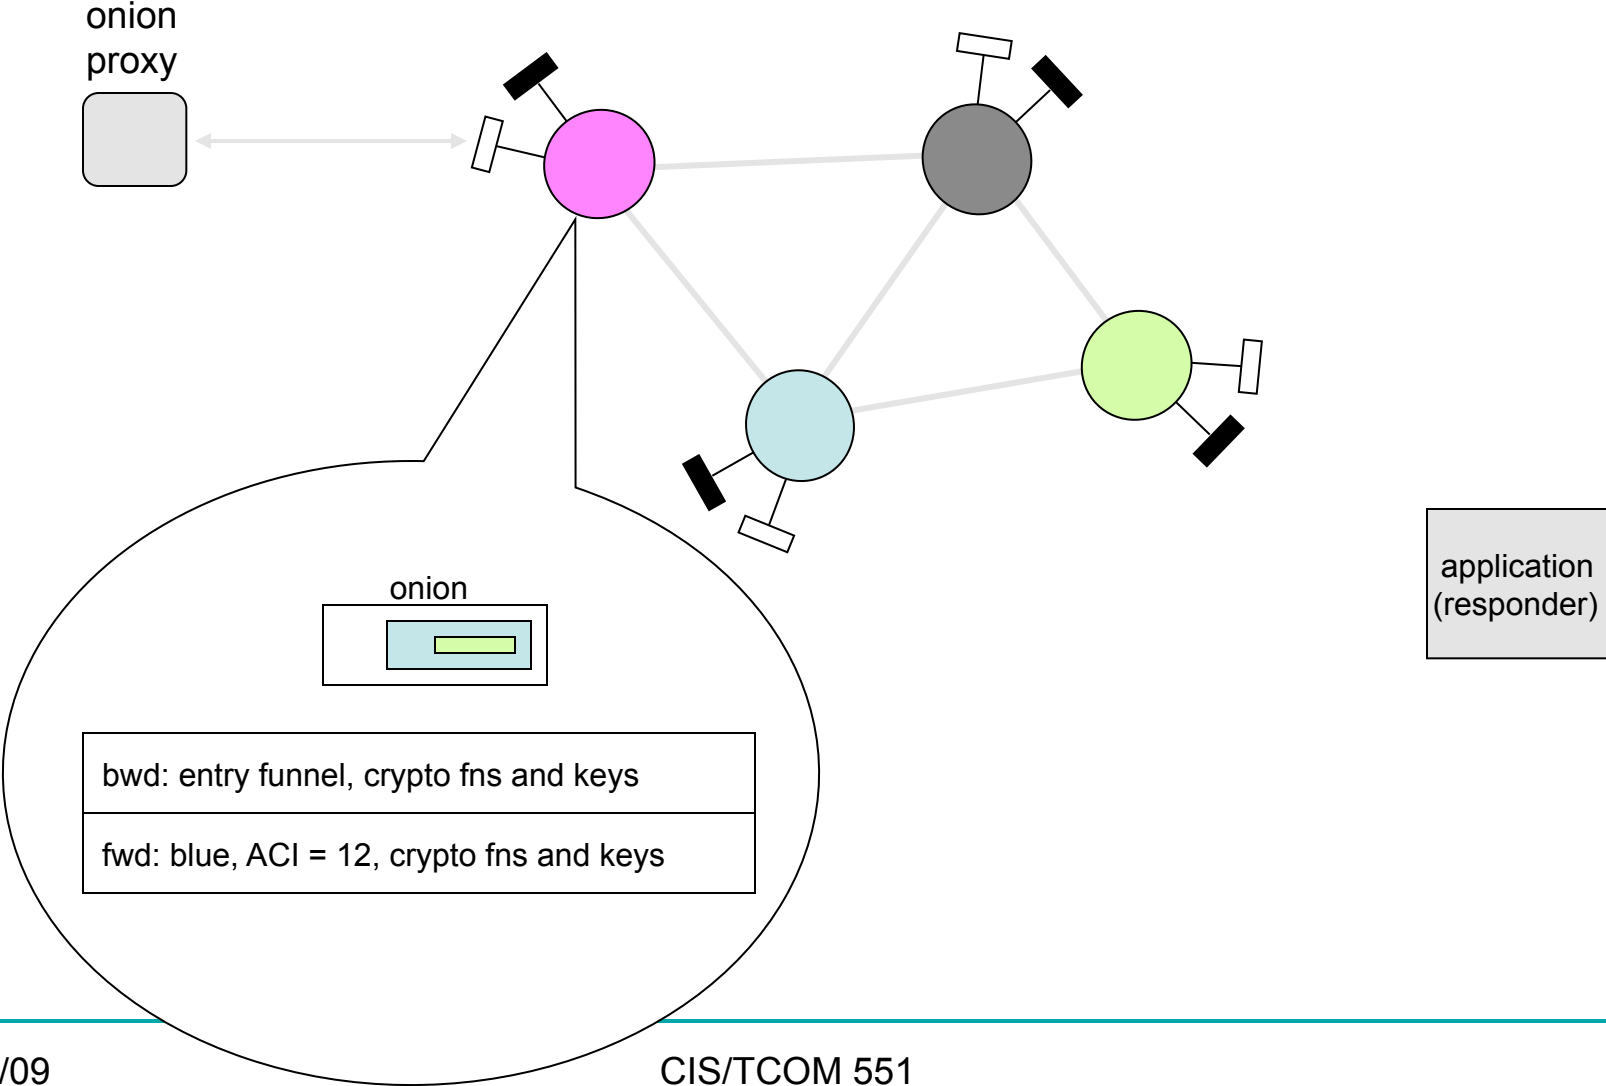 onion
proxy
application
(responder)
onion
bwd: entry funnel, crypto fns and keys
fwd: blue, ACI = 12, crypto fns and keys
/09
CIS/TCOM 551